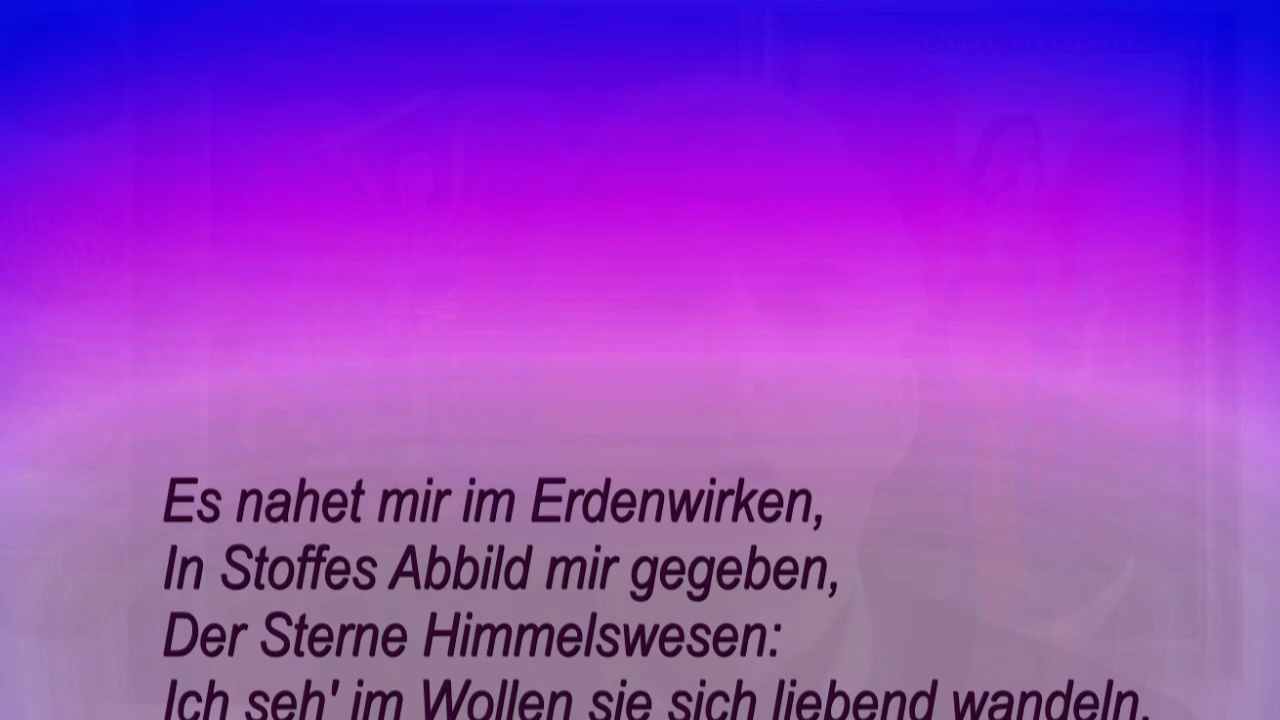 Es nahet mir im Erdenwirken,
In Stoffes Abbild mir gegeben,
Der Sterne Himmelswesen:
Ich seh' im Wollen sie sich liebend wandeln.